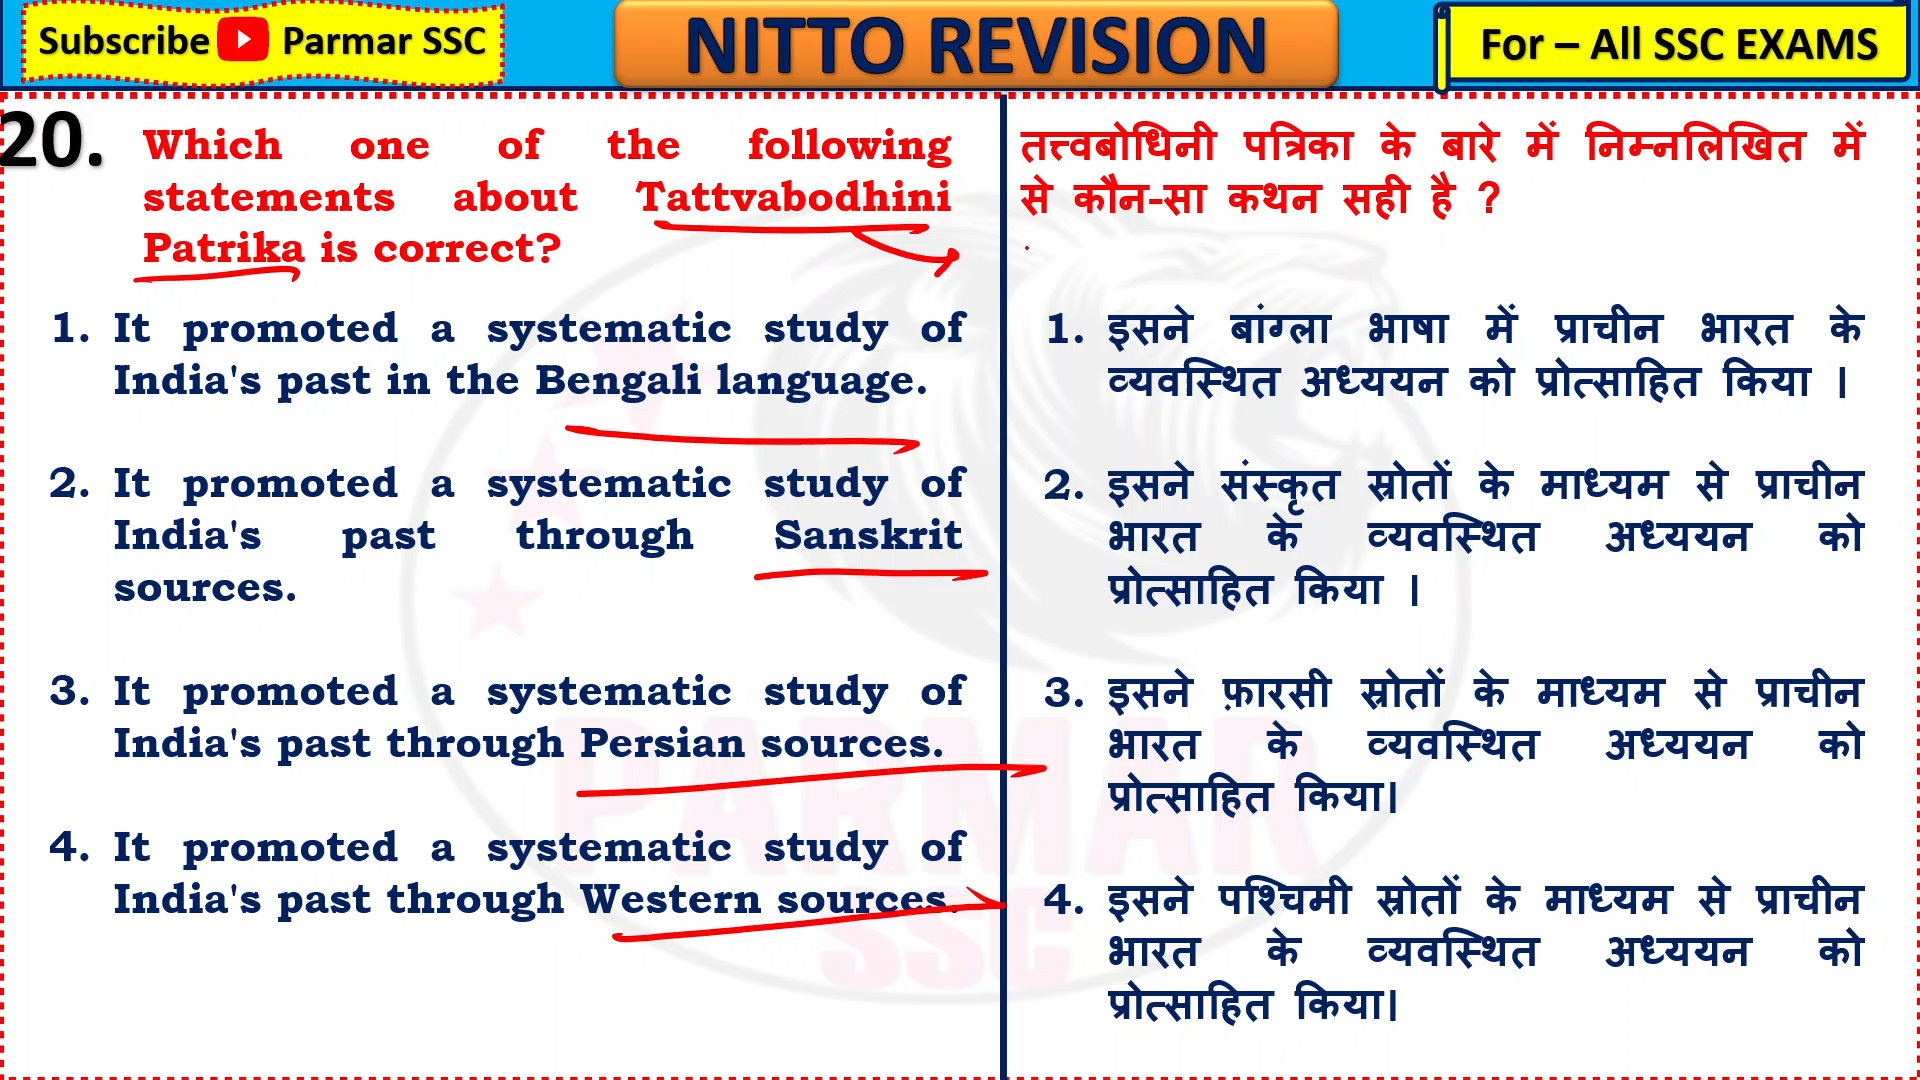 Subscribe Parmar SSC
NITTO REVISION
For – All SSC EXAMS
20.
Which one of the following
statements about Tattvabodhini
Patrika is correct?
1. It promoted a systematic study of
India's past in the Bengali language.
2. It promoted a systematic study of
India's past through Sanskrit
sources.
3. It promoted a systematic study of
India's past through Persian sources.
4. It promoted a systematic study of
India's past through Western sources.
तत्त्वबोधिनी पत्रिका के बारे में निम्नलिखित में
से कौन-सा कथन सही है ?
1. इसने बांग्ला भाषा में प्राचीन भारत के
व्यवस्थित अध्ययन को प्रोत्साहित किया ।
2. इसने संस्कृत स्रोतों के माध्यम से प्राचीन
भारत के व्यवस्थित अध्ययन को
प्रोत्साहित किया ।
3. इसने फ़ारसी स्रोतों के माध्यम से प्राचीन
भारत के व्यवस्थित अध्ययन को
प्रोत्साहित किया।
4. इसने पश्चिमी स्रोतों के माध्यम से प्राचीन
भारत के व्यवस्थित अध्ययन को
प्रोत्साहित किया।
PARMAR
SSC